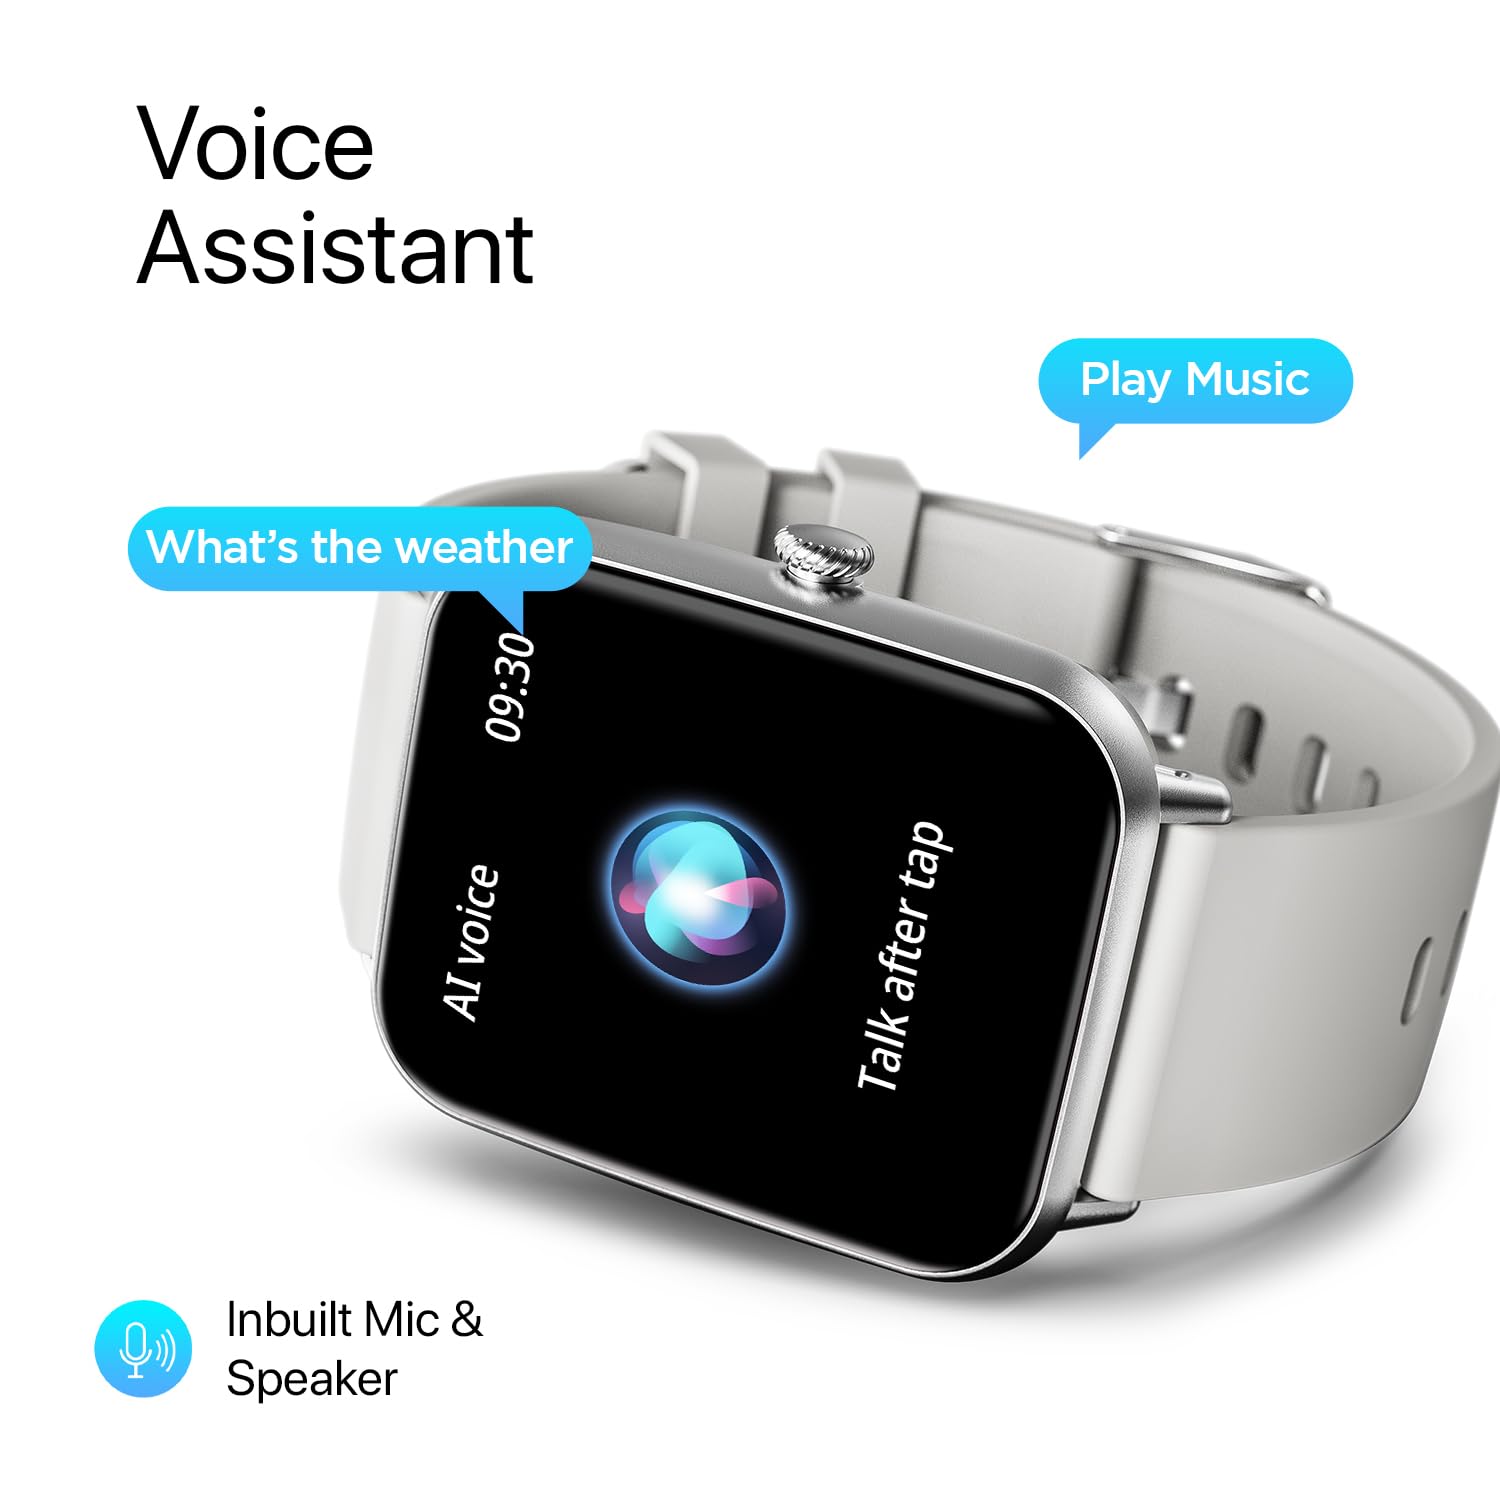 Voice
Assistant
Play Music
What's the weather
09:30
AI voice
Talk after tap
Inbuilt Mic &
Speaker